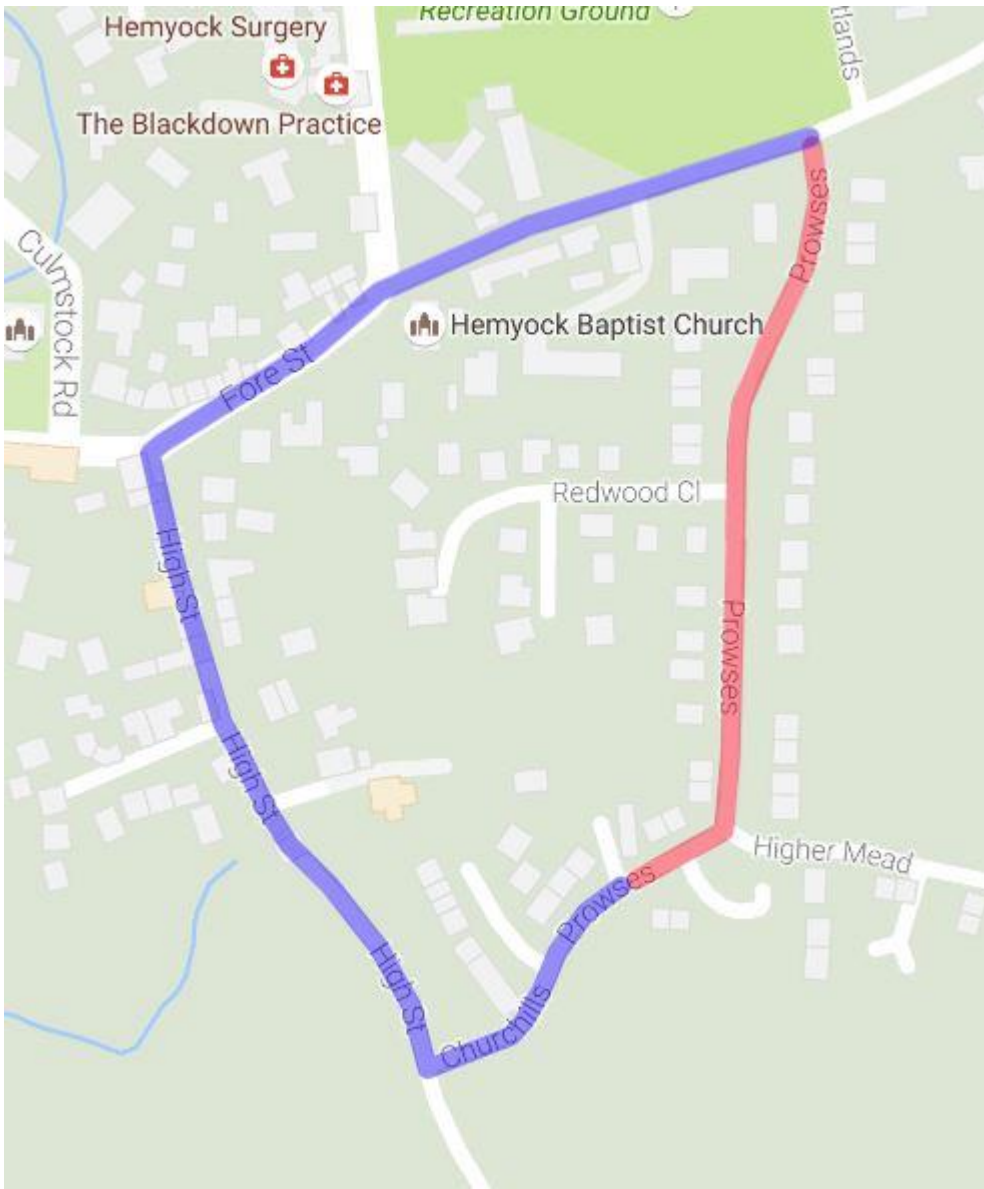 Recreation Ground
Hemyock Surgery
tlands
The Blackdown Practice
Prowses
Culmstock Rd
Hemyock Baptist Church
Fore St
Redwood Cl
High St
Prowses
High St
Higher Mead
Prowses
High St
Churchills